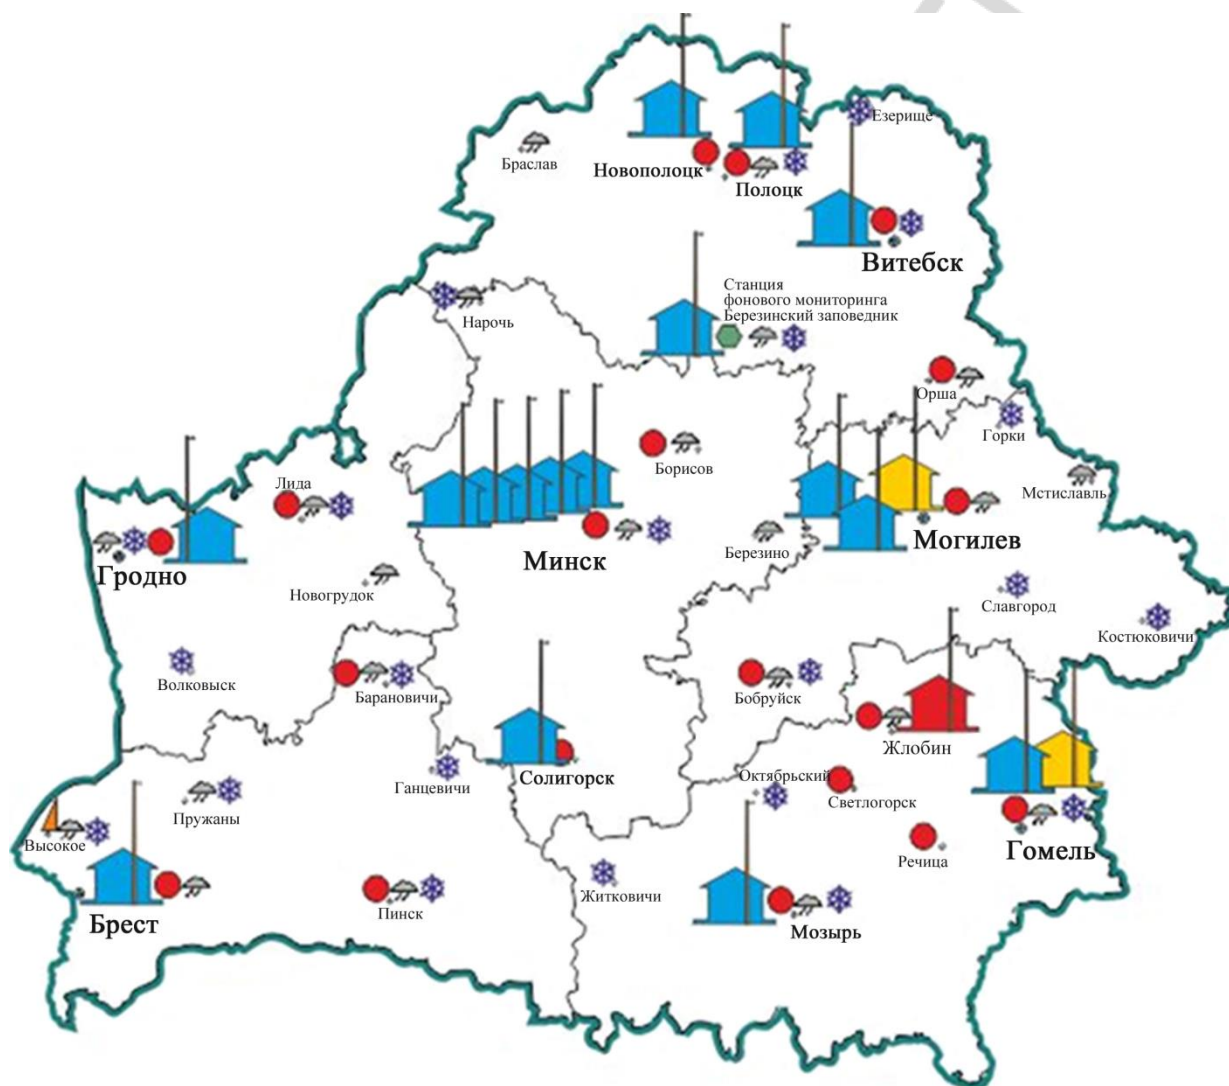 Езерище
Браслав
Новополоцк
Полоцк
Витебск
Станция
фонового мониторинга
Березинский заповедник
Нарочь
Орша
Горки
Борисов
Лида
Мстиславль
Березино
Могилев
Минск
Гродно
Новогрудок
Славгород
Костюковичи
Волковыск
Барановичи
Бобруйск
Жлобин
Солигорск
Октябрьский
Ганцевичи
Светлогорск
Пружаны
Высокое
Гомель
Речица
Житковичи
Пинск
Брест
Мозырь